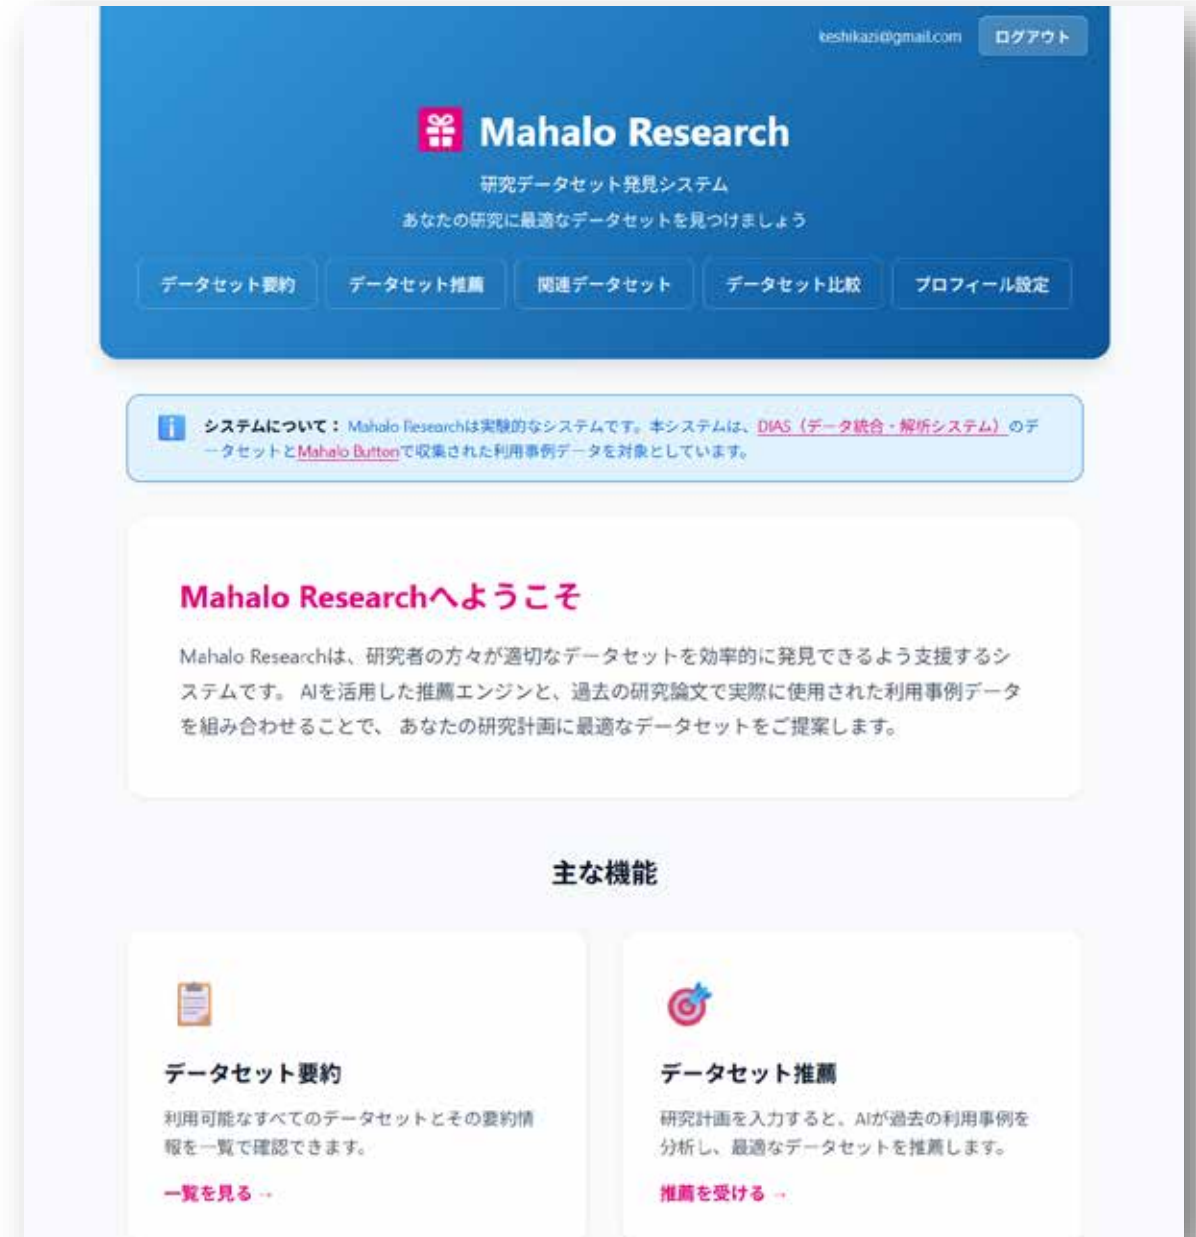 keshikazi@gmail.com ログアウト
Mahalo Research
研究データセット発見システム
あなたの研究に最適なデータセットを見つけましょう
データセット要約 データセット推薦 関連データセット データセット比較 プロフィール設定
システムについて： Mahalo Researchは実験的なシステムです。本システムは、DIAS（データ統合・解析システム）のデ
ータセットとMahalo Buttonで収集された利用事例データを対象としています。
Mahalo Researchへようこそ
Mahalo Researchは、研究者の方々が適切なデータセットを効率的に発見できるよう支援するシ
ステムです。 AIを活用した推薦エンジンと、過去の研究論文で実際に使用された利用事例データ
を組み合わせることで、 あなたの研究計画に最適なデータセットをご提案します。
主な機能
データセット要約
利用可能なすべてのデータセットとその要約情
報を一覧で確認できます。
一覧を見る →
データセット推薦
研究計画を入力すると、AIが過去の利用事例を
分析し、最適なデータセットを推薦します。
推薦を受ける →